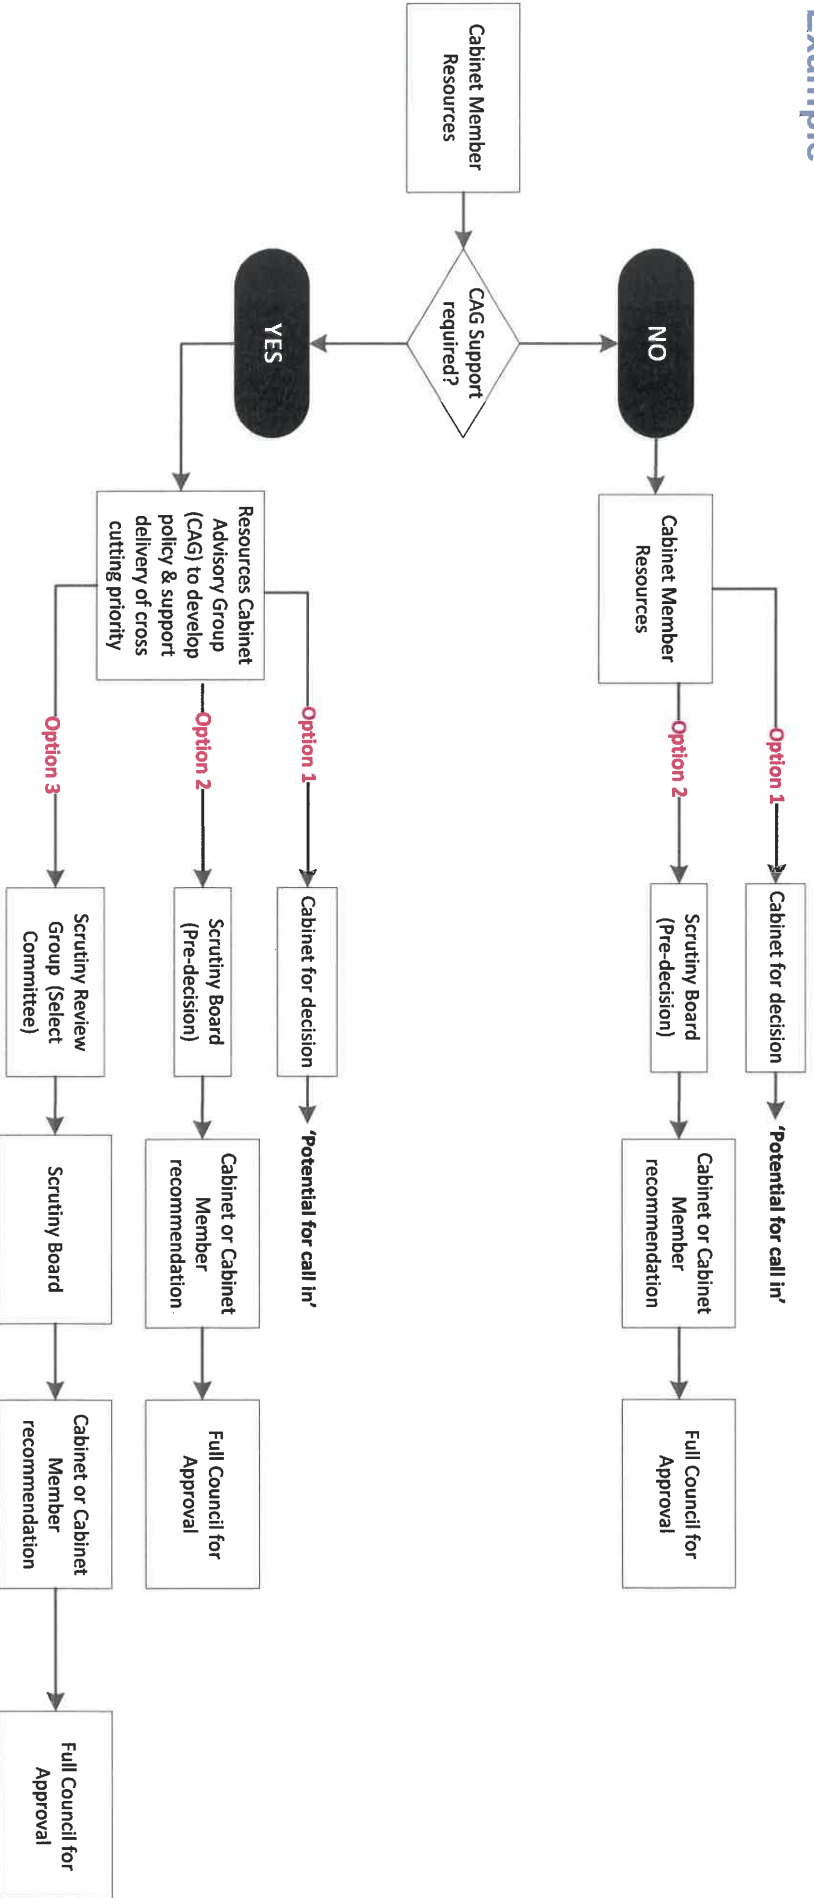 Example
Cabinet Member
Resources
CAG Support
required?
NO
Cabinet Member
Resources
Option 1
Cabinet for decision
'Potential for call in'
Option 2
Scrutiny Board
(Pre-decision)
Cabinet or Cabinet
Member
recommendation
Full Council for
Approval
YES
Resources Cabinet
Advisory Group
(CAG) to develop
policy & support
delivery of cross
cutting priority
Option 1
Cabinet for decision
'Potential for call in'
Option 2
Scrutiny Board
(Pre-decision)
Cabinet or Cabinet
Member
recommendation
Full Council for
Approval
Option 3
Scrutiny Review
Group (Select
Committee)
Scrutiny Board
Cabinet or Cabinet
Member
recommendation
Full Council for
Approval